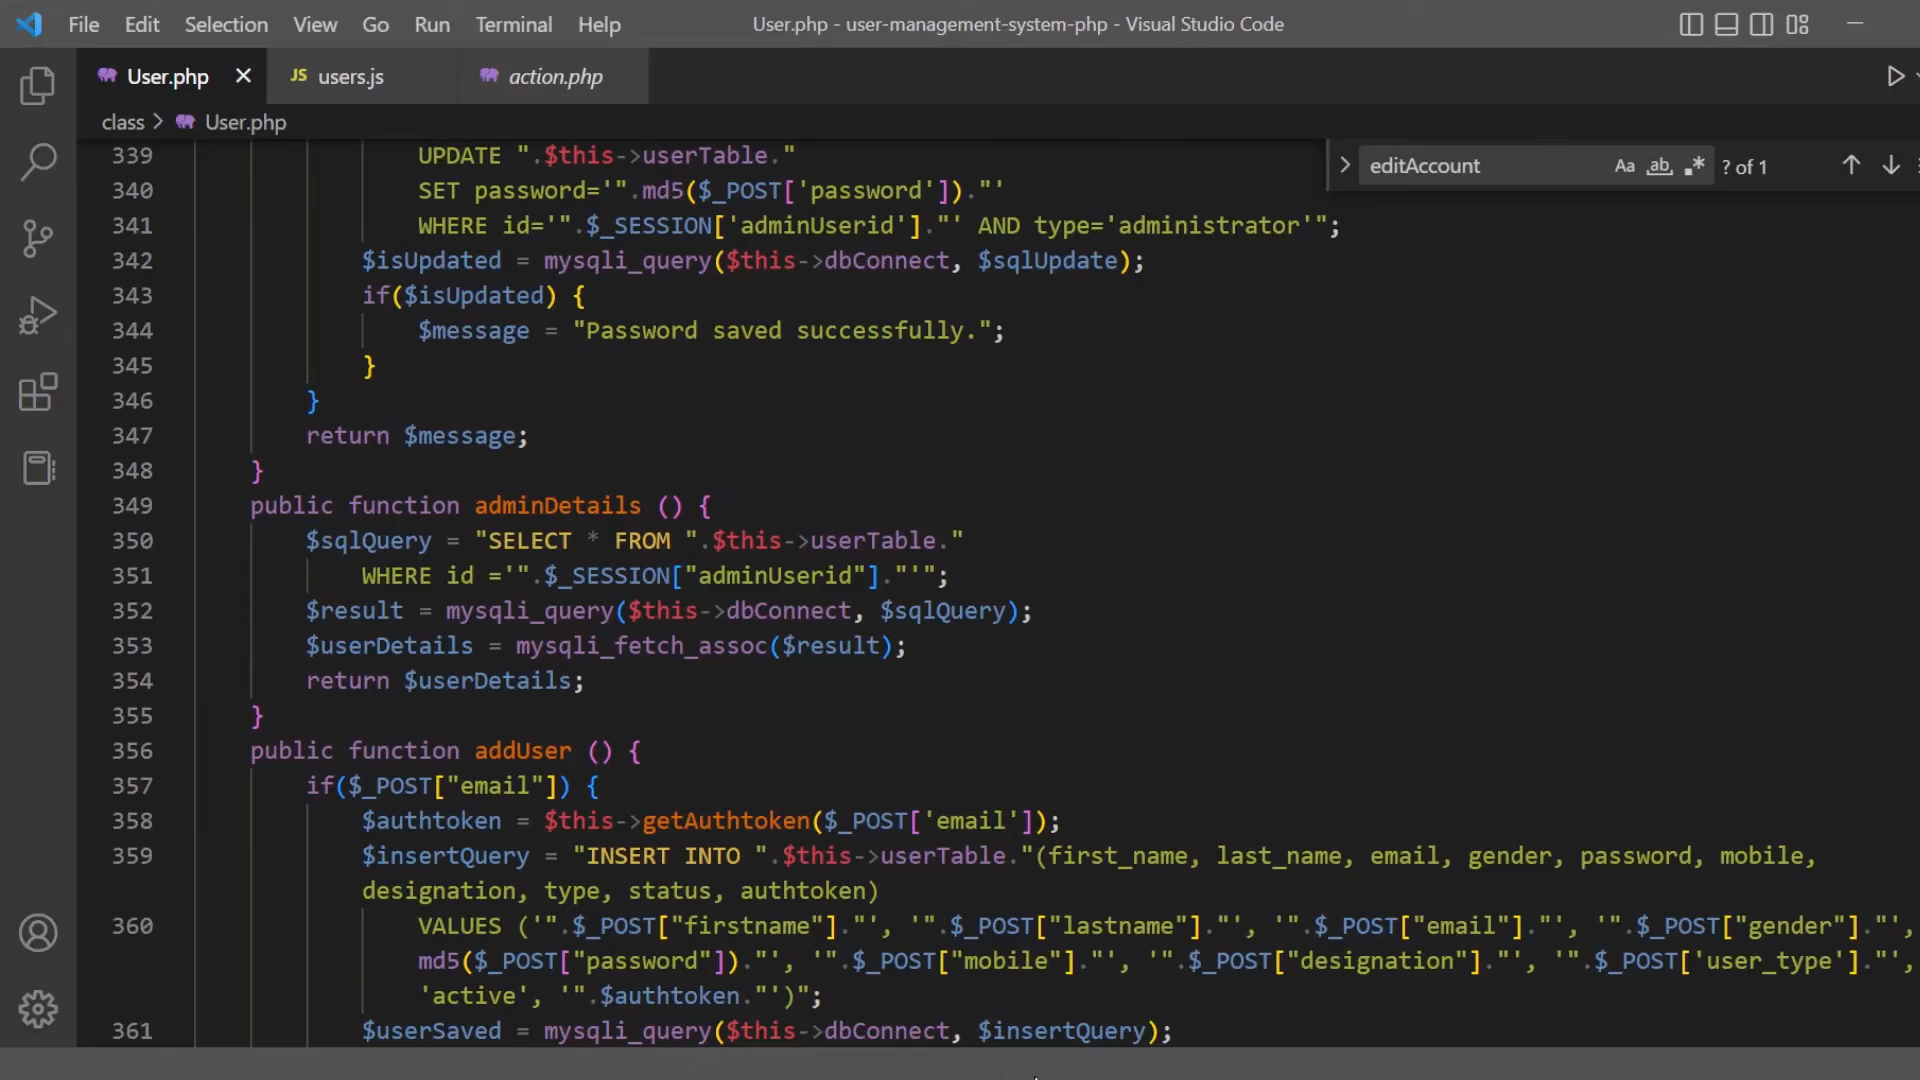 File Edit Selection View Go Run Terminal Help User.php - user-management-system-php - Visual Studio Code
User.php JS users.js action.php
class > User.php
editAccount Aa ab .* ? of 1
339 UPDATE ".$this->userTable."
340 SET password='".md5($_POST['password'])."'
341 WHERE id='".$_SESSION['adminUserid']."' AND type='administrator'";
342 $isUpdated = mysqli_query($this->dbConnect, $sqlUpdate);
343 if($isUpdated) {
344 $message = "Password saved successfully.";
345 }
346 }
347 return $message;
348 }
349 public function adminDetails () {
350 $sqlQuery = "SELECT * FROM ".$this->userTable."
351 WHERE id ='".$_SESSION["adminUserid"]."'";
352 $result = mysqli_query($this->dbConnect, $sqlQuery);
353 $userDetails = mysqli_fetch_assoc($result);
354 return $userDetails;
355 }
356 public function addUser () {
357 if($_POST["email"]) {
358 $authtoken = $this->getAuthtoken($_POST['email']);
359 $insertQuery = "INSERT INTO ".$this->userTable."(first_name, last_name, email, gender, password, mobile,
designation, type, status, authtoken)
360 VALUES ('".$_POST["firstname"]."', '".$_POST["lastname"]."', '".$_POST["email"]."', '".$_POST["gender"]."',
md5($_POST["password"])."', '".$_POST["mobile"]."', '".$_POST["designation"]."', '".$_POST['user_type']."',
'active', '".$authtoken."')";
361 $userSaved = mysqli_query($this->dbConnect, $insertQuery);